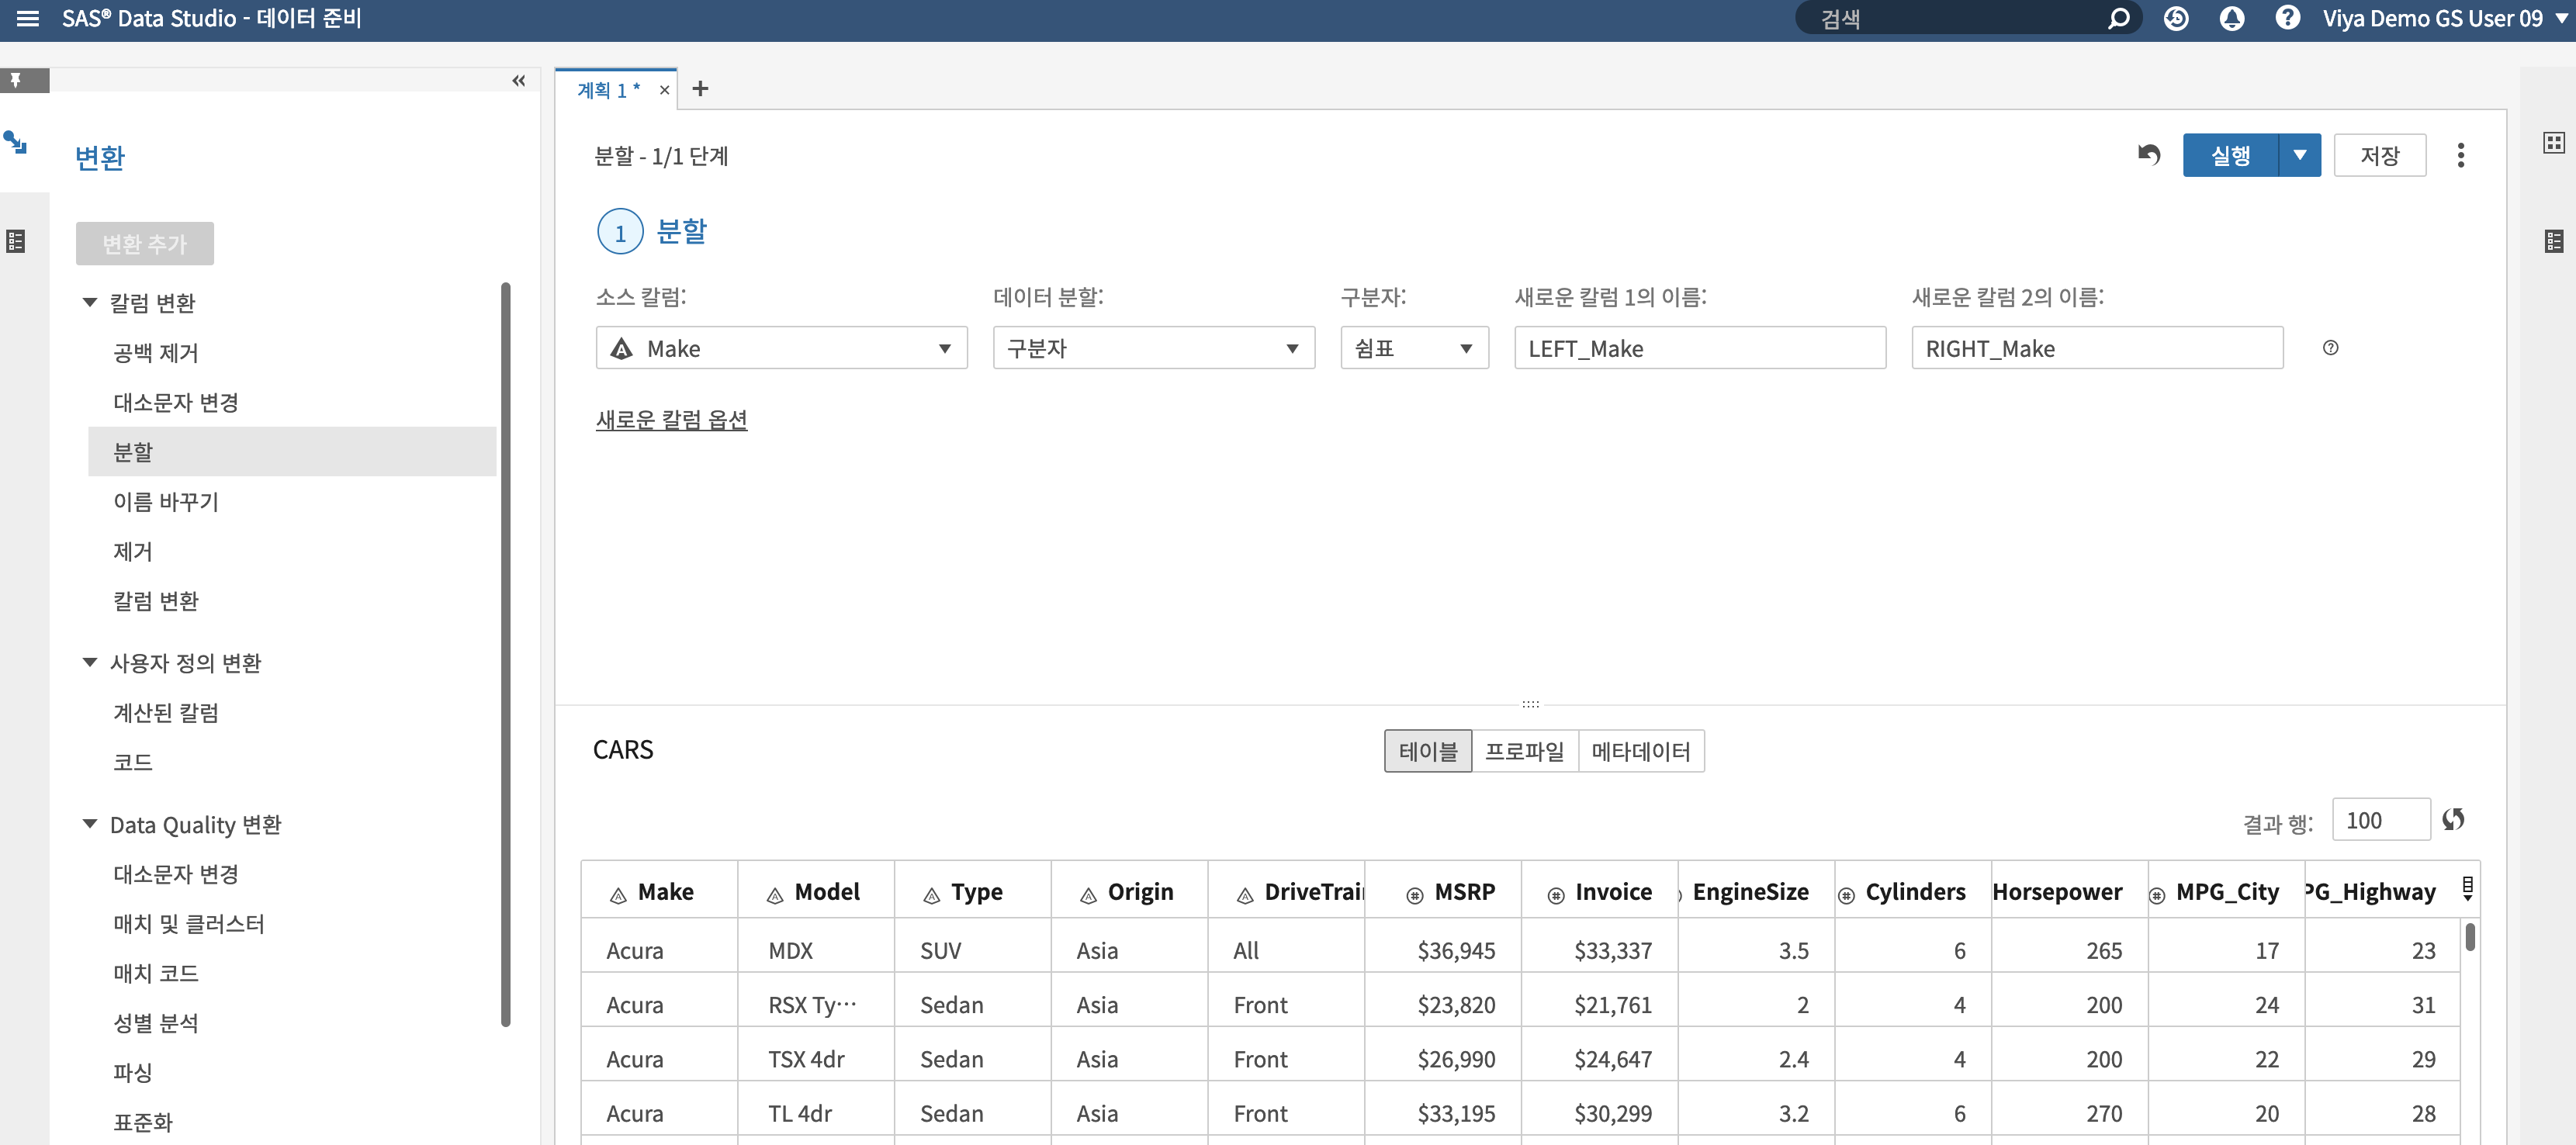 SAS® Data Studio - 데이터 준비
검색
Viya Demo GS User 09
계획 1 *
변환
변환 추가
칼럼 변환
공백 제거
대소문자 변경
분할
이름 바꾸기
제거
칼럼 변환
사용자 정의 변환
계산된 칼럼
코드
Data Quality 변환
대소문자 변경
매치 및 클러스터
매치 코드
성별 분석
파싱
표준화
분할 - 1/1 단계
실행
저장
1 분할
소스 칼럼: 데이터 분할: 구분자: 새로운 칼럼 1의 이름: 새로운 칼럼 2의 이름:
Make 구분자 쉼표 LEFT_Make RIGHT_Make
새로운 칼럼 옵션
CARS
테이블 프로파일 메타데이터
결과 행: 100
Make Model Type Origin DriveTrai MSRP Invoice EngineSize Cylinders Horsepower MPG_City PG_Highway
Acura MDX SUV Asia All $36,945 $33,337 3.5 6 265 17 23
Acura RSX Ty··· Sedan Asia Front $23,820 $21,761 2 4 200 24 31
Acura TSX 4dr Sedan Asia Front $26,990 $24,647 2.4 4 200 22 29
Acura TL 4dr Sedan Asia Front $33,195 $30,299 3.2 6 270 20 28